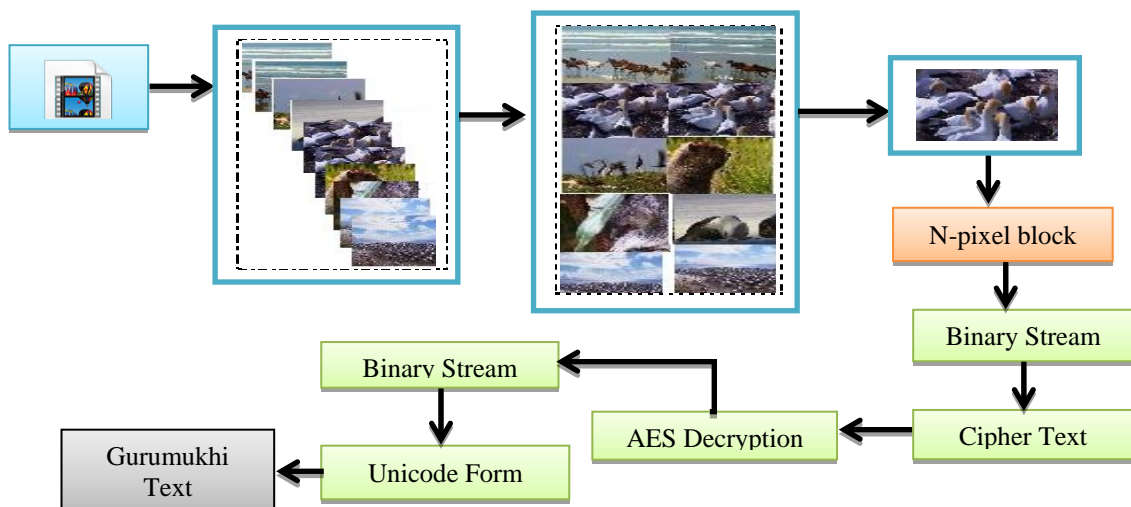 N-pixel block
Binary Stream
Cipher Text
AES Decryption
Binary Stream
Unicode Form
Gurumukhi
Text